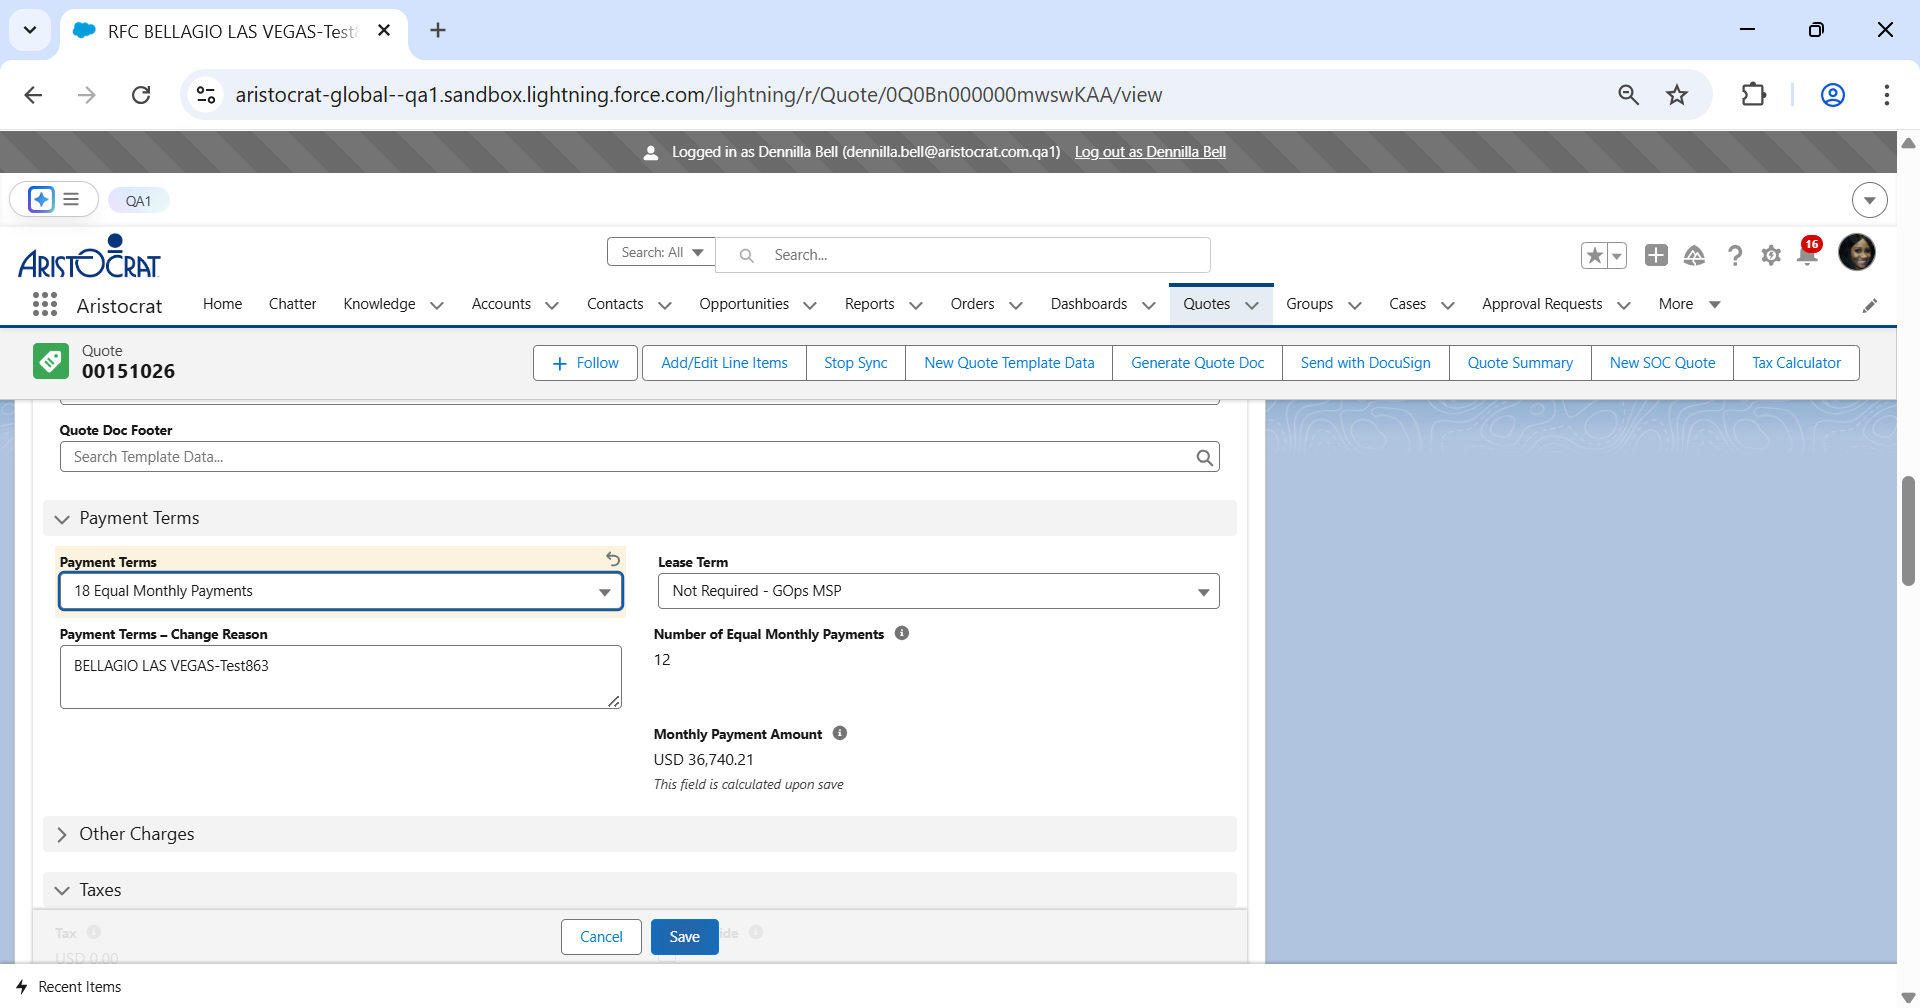 RFC BELLAGIO LAS VEGAS-Test
aristocrat-global--qa1.sandbox.lightning.force.com/lightning/r/Quote/0Q0Bn000000mwswKAA/view
Logged in as Dennilla Bell (dennilla.bell@aristocrat.com.qa1) Log out as Dennilla Bell
QA1
ARISTOCRAT
Search: All
Search...
16
Aristocrat
Home
Chatter
Knowledge
Accounts
Contacts
Opportunities
Reports
Orders
Dashboards
Quotes
Groups
Cases
Approval Requests
More
Quote
00151026
Follow
Add/Edit Line Items
Stop Sync
New Quote Template Data
Generate Quote Doc
Send with DocuSign
Quote Summary
New SOC Quote
Tax Calculator
Quote Doc Footer
Search Template Data...
Payment Terms
Payment Terms
18 Equal Monthly Payments
Lease Term
Not Required - GOps MSP
Payment Terms – Change Reason
BELLAGIO LAS VEGAS-Test863
Number of Equal Monthly Payments
12
Monthly Payment Amount
USD 36,740.21
This field is calculated upon save
Other Charges
Taxes
Tax
USD 0.00
Cancel
Save
Recent Items